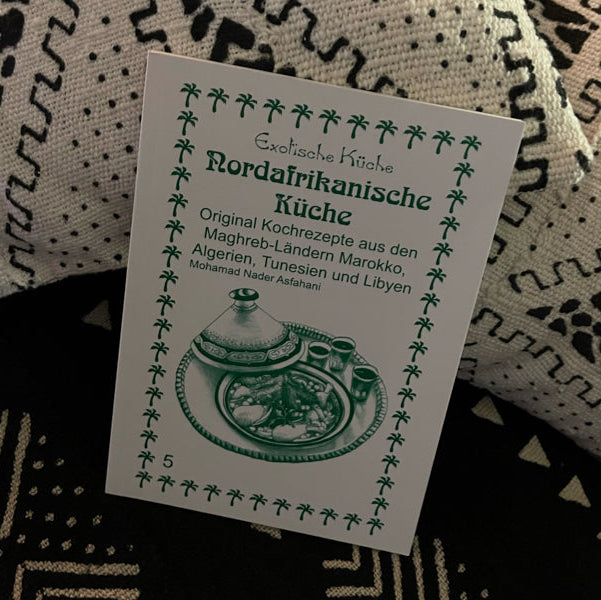 Exotische Küche
Nordafrikanische
Küche
Original Kochrezepte aus den
Maghreb-Ländern Marokko,
Algerien, Tunesien und Libyen
Mohamad Nader Asfahani
5